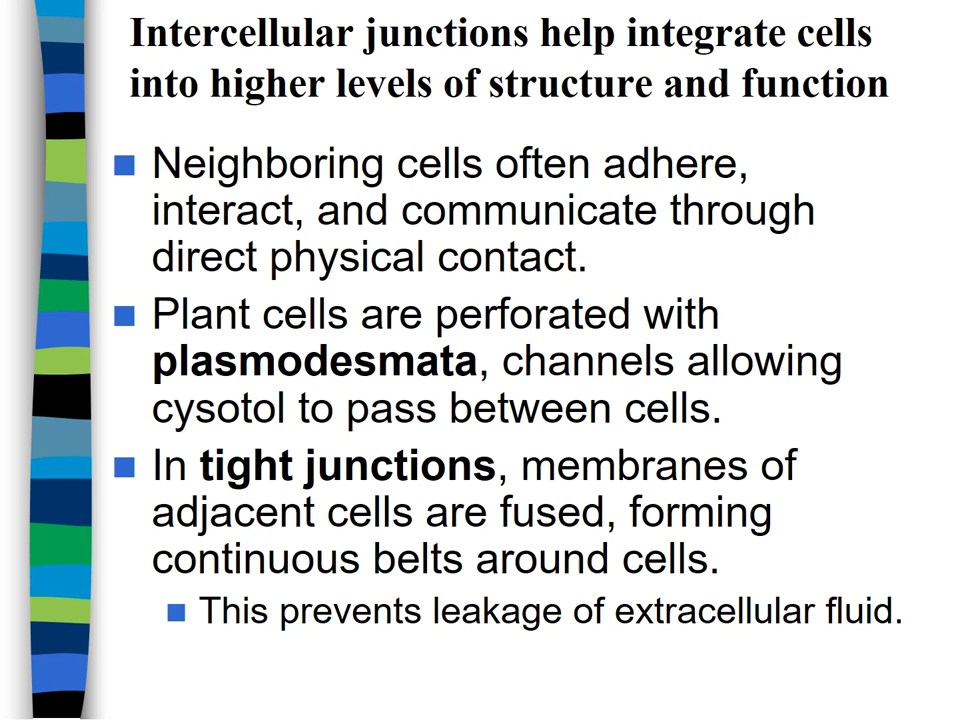 Intercellular junctions help integrate cells
into higher levels of structure and function
Neighboring cells often adhere,
interact, and communicate through
direct physical contact.
Plant cells are perforated with
plasmodesmata, channels allowing
cysotol to pass between cells.
In tight junctions, membranes of
adjacent cells are fused, forming
continuous belts around cells.
This prevents leakage of extracellular fluid.